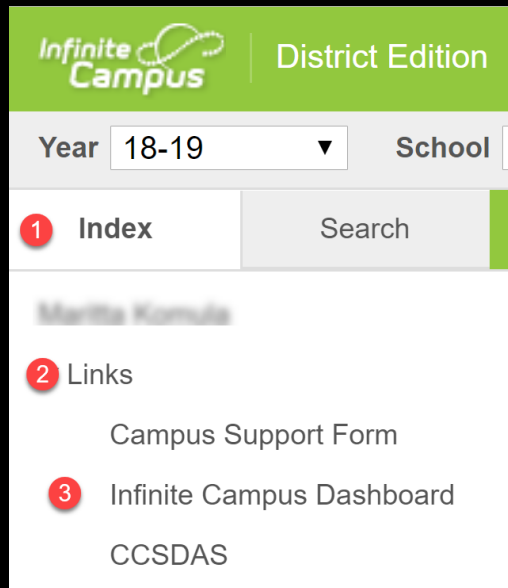 Infinite
Campus
District Edition
Year 18-19 ▼ School
1 Index Search
2 Links
Campus Support Form
3 Infinite Campus Dashboard
CCSDAS